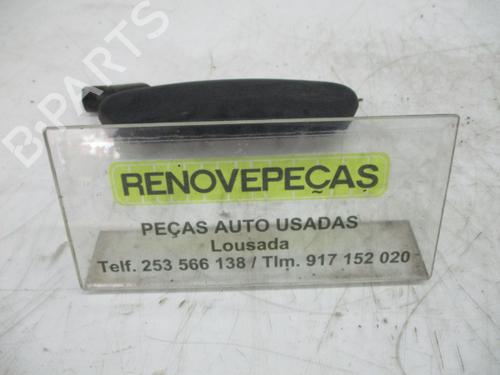 B-PARTS
RENOVEPEÇAS
PEÇAS AUTO USADAS
Lousada
Telf. 253 566 138 / Tlm. 917 152 020